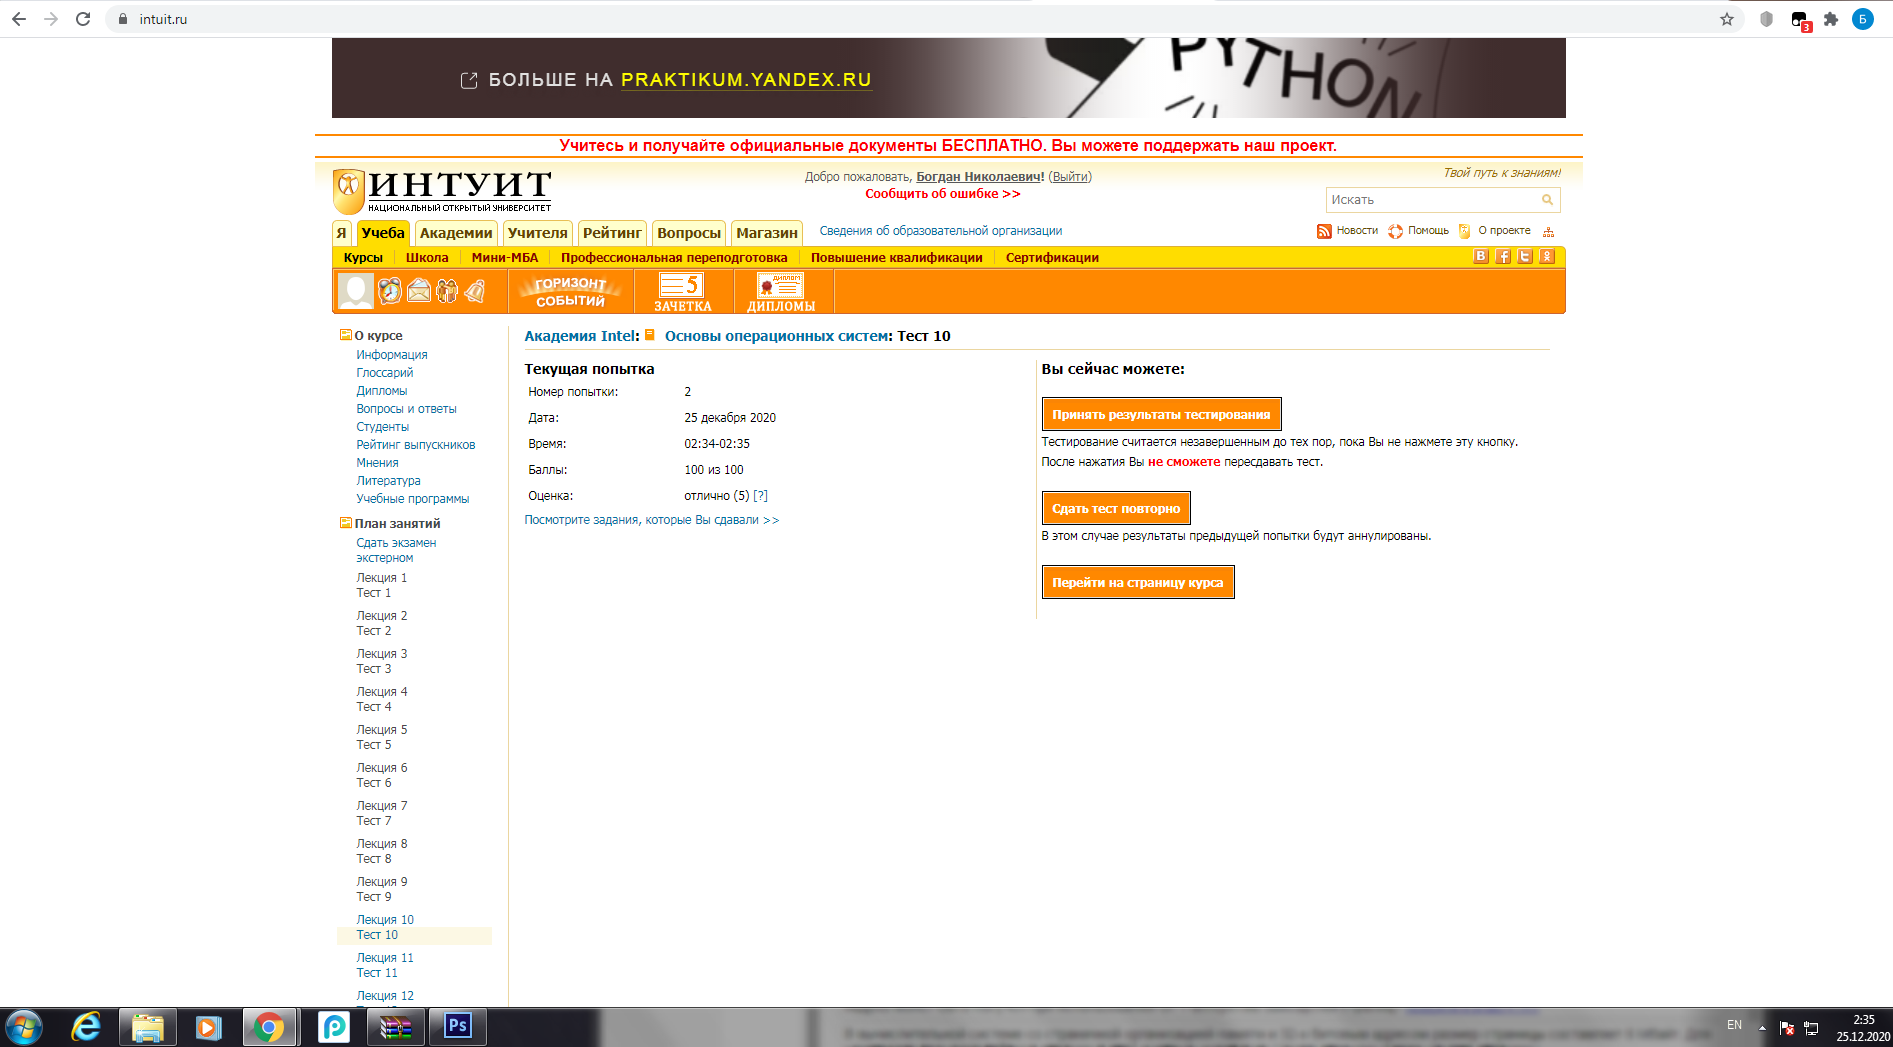 intuit.ru
3
Б
БОЛЬШЕ НА PRAKTIKUM.YANDEX.RU
PYTHON
Учитесь и получайте официальные документы БЕСПЛАТНО. Вы можете поддержать наш проект.
ИНТУИТ
НАЦИОНАЛЬНЫЙ ОТКРЫТЫЙ УНИВЕРСИТЕТ
Добро пожаловать, Богдан Николаевич! (Выйти)
Сообщить об ошибке >>
Твой путь к знаниям!
Искать
Я Учеба Академии Учителя Рейтинг Вопросы Магазин Сведения об образовательной организации Новости Помощь О проекте
Курсы Школа Мини-МБА Профессиональная переподготовка Повышение квалификации Сертификации
ГОРИЗОНТ СОБЫТИЙ
5
ЗАЧЕТКА
ДИПЛОМ
ДИПЛОМЫ
О курсе
Информация
Глоссарий
Дипломы
Вопросы и ответы
Студенты
Рейтинг выпускников
Мнения
Литература
Учебные программы
План занятий
Сдать экзамен
экстерном
Лекция 1
Тест 1
Лекция 2
Тест 2
Лекция 3
Тест 3
Лекция 4
Тест 4
Лекция 5
Тест 5
Лекция 6
Тест 6
Лекция 7
Тест 7
Лекция 8
Тест 8
Лекция 9
Тест 9
Лекция 10
Тест 10
Лекция 11
Тест 11
Лекция 12
Академия Intel: Основы операционных систем: Тест 10
Текущая попытка
Номер попытки: 2
Дата: 25 декабря 2020
Время: 02:34-02:35
Баллы: 100 из 100
Оценка: отлично (5) [?]
Посмотрите задания, которые Вы сдавали >>
Вы сейчас можете:
Принять результаты тестирования
Тестирование считается незавершенным до тех пор, пока Вы не нажмете эту кнопку.
После нажатия Вы не сможете пересдавать тест.
Сдать тест повторно
В этом случае результаты предыдущей попытки будут аннулированы.
Перейти на страницу курса
Ps
EN
2:35
25.12.2020